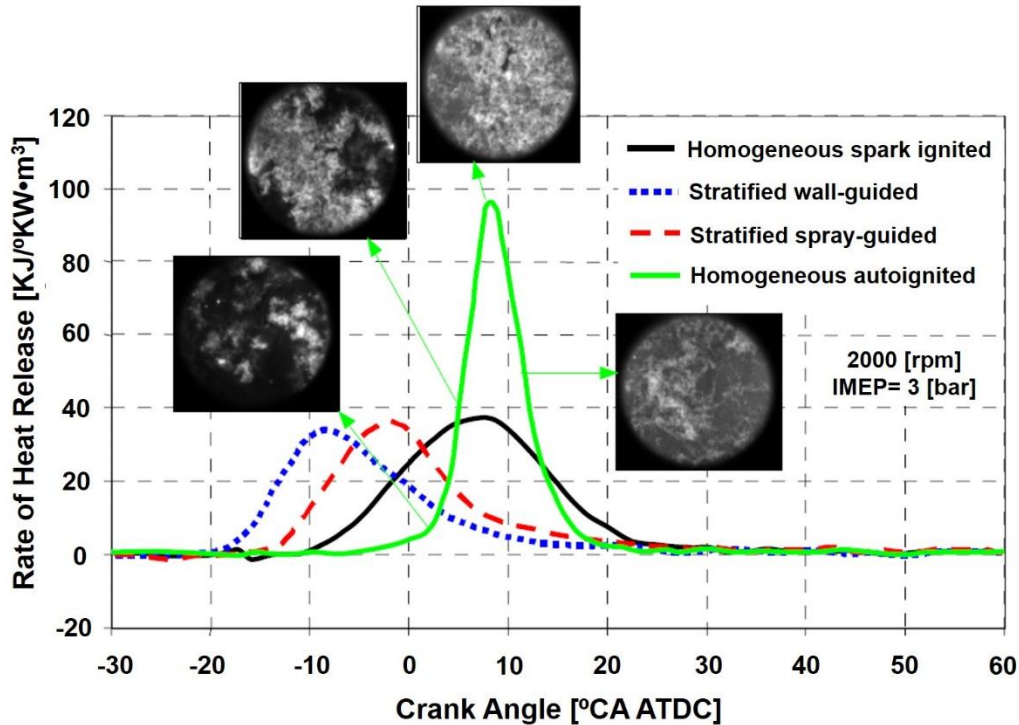 120
100
80
60
40
20
0
-20
Rate of Heat Release [KJ/ºKW•m³]
Homogeneous spark ignited
Stratified wall-guided
Stratified spray-guided
Homogeneous autoignited
2000 [rpm]
IMEP= 3 [bar]
-30 -20 -10 0 10 20 30 40 50 60
Crank Angle [ºCA ATDC]